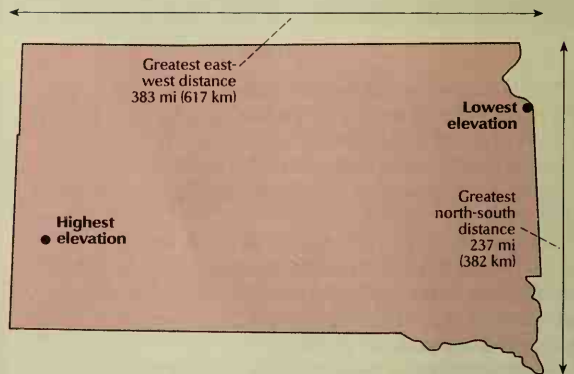 Greatest east-
west distance
383 mi (617 km)
Lowest
elevation
Highest
elevation
Greatest
north-south
distance
237 mi
(382 km)